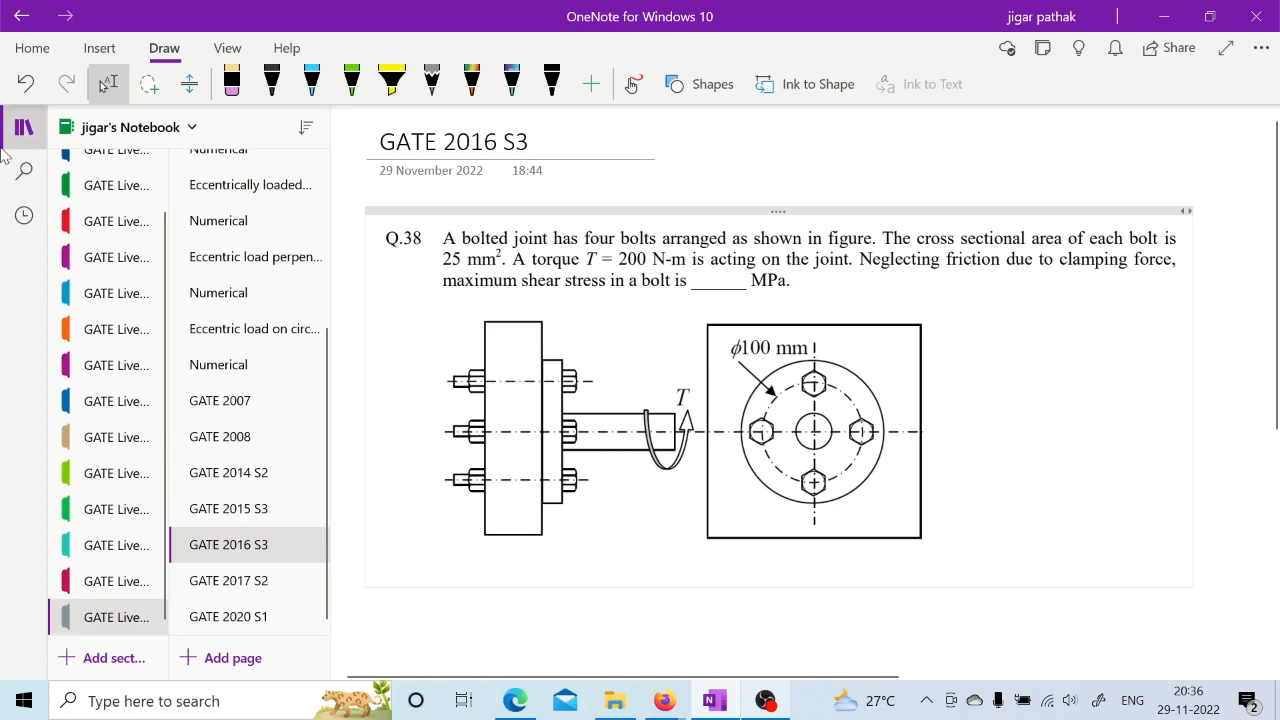 OneNote for Windows 10
jigar pathak
Home Insert Draw View Help
Share
Shapes Ink to Shape Ink to Text
jigar's Notebook
GATE Live... Numerical
GATE Live... Eccentrically loaded...
GATE Live... Numerical
GATE Live... Eccentric load perpen...
GATE Live... Numerical
GATE Live... Eccentric load on circ...
GATE Live... Numerical
GATE Live... GATE 2007
GATE Live... GATE 2008
GATE Live... GATE 2014 S2
GATE Live... GATE 2015 S3
GATE Live... GATE 2016 S3
GATE Live... GATE 2017 S2
GATE Live... GATE 2020 S1
Add sect... Add page
GATE 2016 S3
29 November 2022 18:44
Q.38 A bolted joint has four bolts arranged as shown in figure. The cross sectional area of each bolt is
25 mm². A torque T = 200 N-m is acting on the joint. Neglecting friction due to clamping force,
maximum shear stress in a bolt is ______ MPa.
ϕ100 mm
T
Type here to search
27°C
ENG
20:36
29-11-2022
2